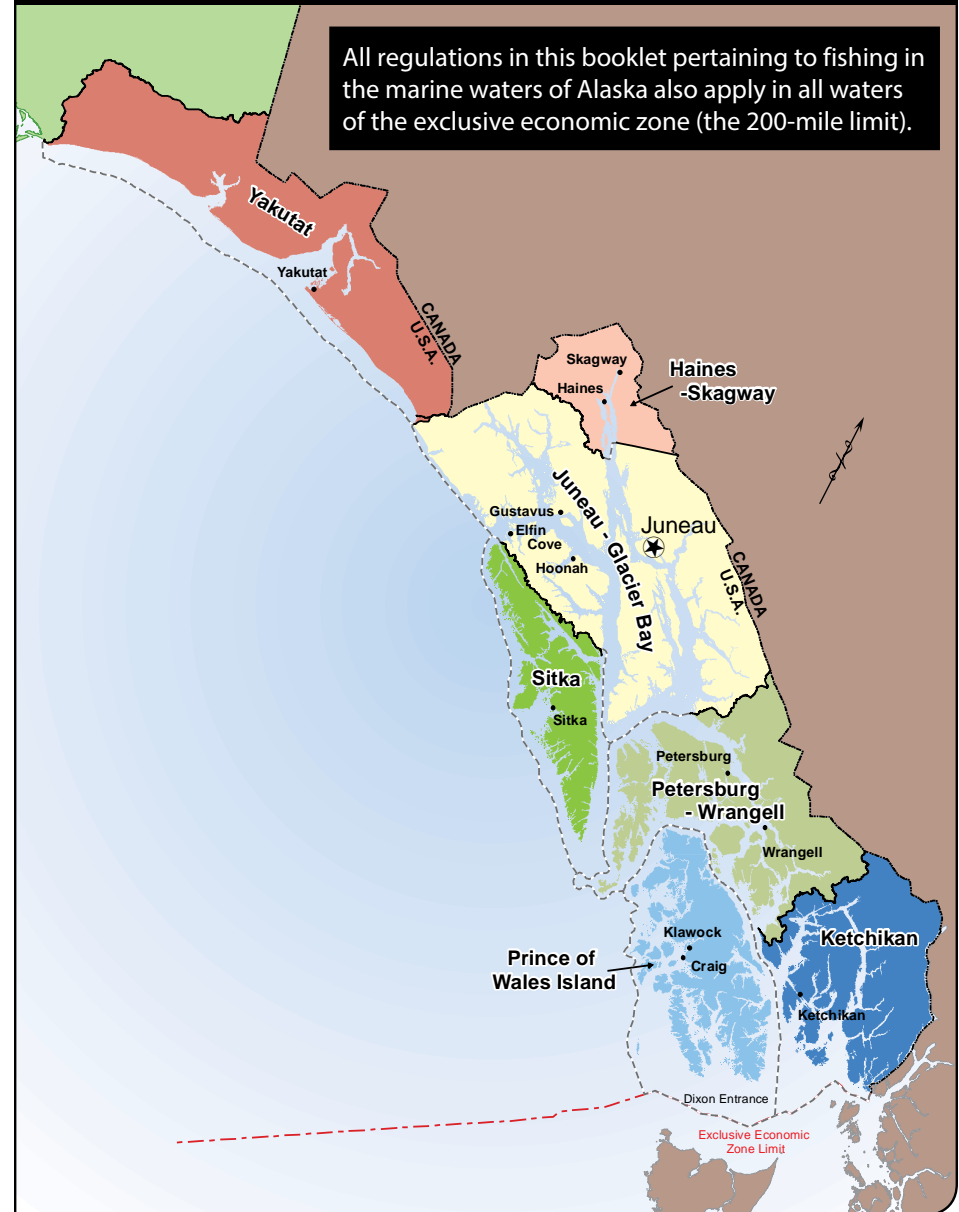 All regulations in this booklet pertaining to fishing in
the marine waters of Alaska also apply in all waters
of the exclusive economic zone (the 200-mile limit).
Yakutat
Yakutat
CANADA
U.S.A.
Skagway
Haines
Haines
-Skagway
Juneau - Glacier Bay
Gustavus
Elfin
Cove
Hoonah
Juneau
CANADA
U.S.A.
Sitka
Sitka
Petersburg
Petersburg
- Wrangell
Wrangell
Klawock
Craig
Prince of
Wales Island
Ketchikan
Ketchikan
Dixon Entrance
Exclusive Economic
Zone Limit